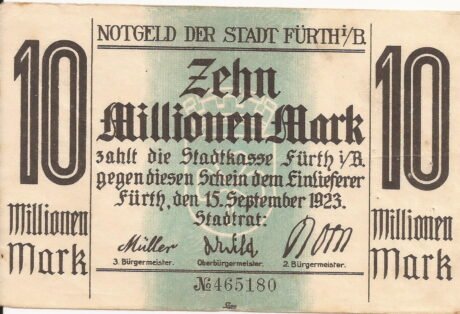 NOTGELD DER STADT FÜRTH i/B.
10
Millionen
Mark
Zehn
Millionen Mark
zahlt die Stadtkasse Fürth i/B.
gegen diesen Schein dem Einlieferer
Fürth, den 15. September 1923.
Stadtrat:
Müller
3. Bürgermeister. Oberbürgermeister. 2. Bürgermeister.
№465180
10
Millionen
Mark